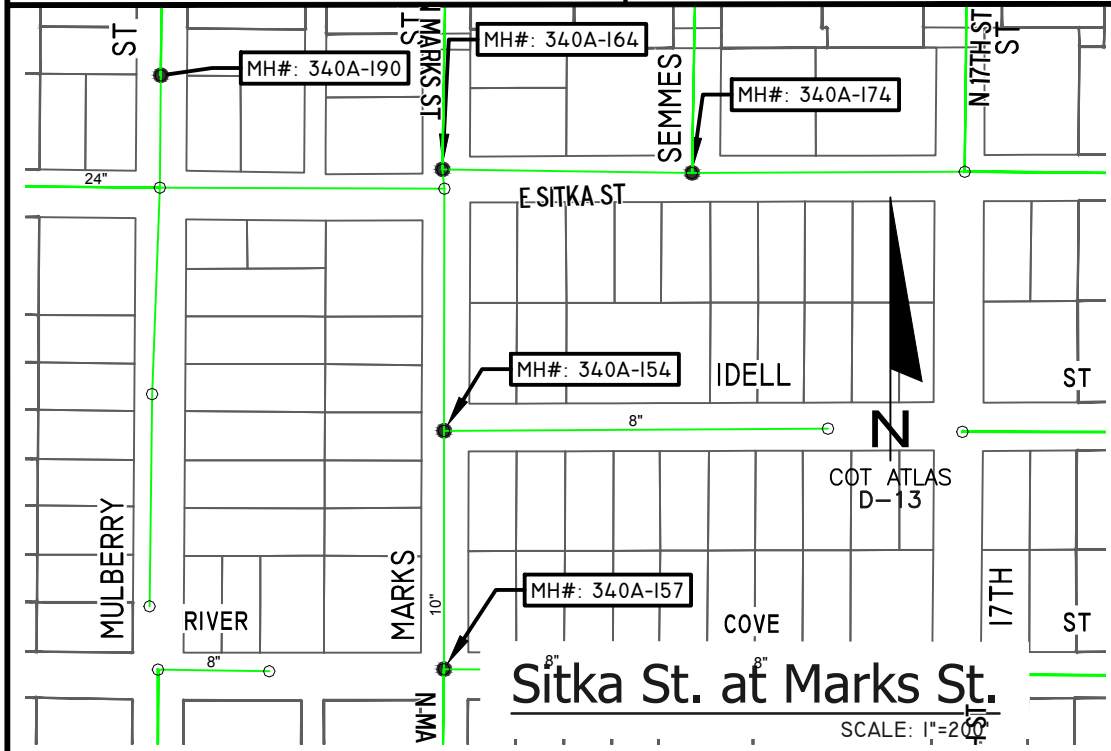 ST
ST
N MARKS ST
MH#: 340A-164
MH#: 340A-190
MH#: 340A-174
SEMMES
N 17TH ST
ST
24"
E SITKA ST
MH#: 340A-154
IDELL
ST
8"
N
COT ATLAS
D-13
MULBERRY
MARKS
10"
MH#: 340A-157
RIVER
COVE
17TH
ST
8"
8"
8"
N MA
Sitka St. at Marks St.
H ST
SCALE: 1"=200'